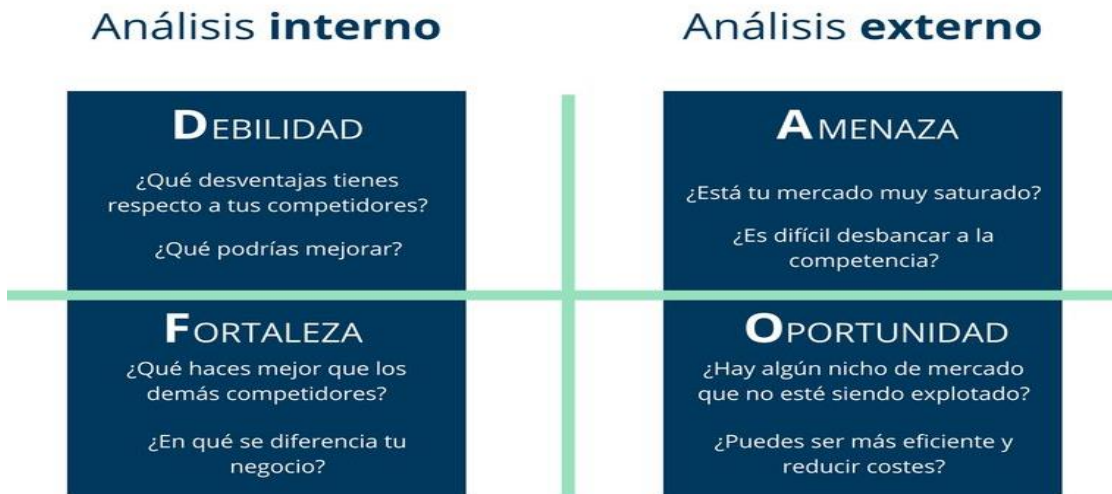 Análisis interno
Análisis externo
DEBILIDAD
¿Qué desventajas tienes
respecto a tus competidores?
¿Qué podrías mejorar?
AMENAZA
¿Está tu mercado muy saturado?
¿Es difícil desbancar a la
competencia?
FORTALEZA
¿Qué haces mejor que los
demás competidores?
¿En qué se diferencia tu
negocio?
OPORTUNIDAD
¿Hay algún nicho de mercado
que no esté siendo explotado?
¿Puedes ser más eficiente y
reducir costes?